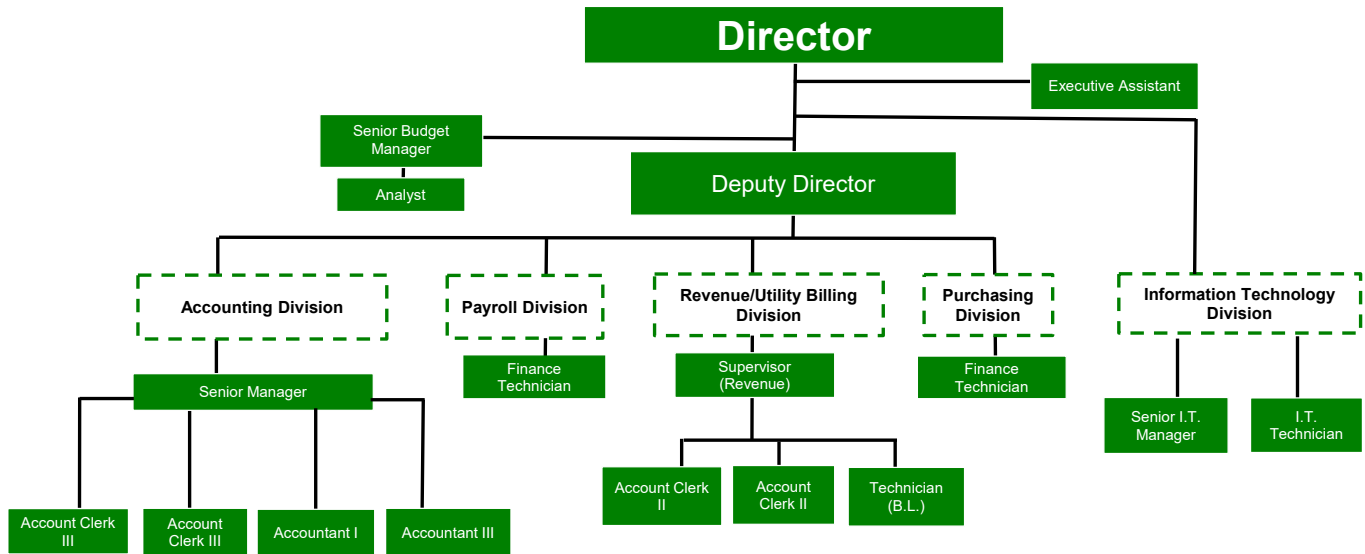 Director
Executive Assistant
Senior Budget
Manager
Analyst
Deputy Director
Accounting Division
Payroll Division
Revenue/Utility Billing
Division
Purchasing
Division
Information Technology
Division
Senior Manager
Finance
Technician
Supervisor
(Revenue)
Finance
Technician
Senior I.T.
Manager
I.T.
Technician
Account Clerk
III
Account
Clerk III
Accountant I
Accountant III
Account Clerk
II
Account
Clerk II
Technician
(B.L.)